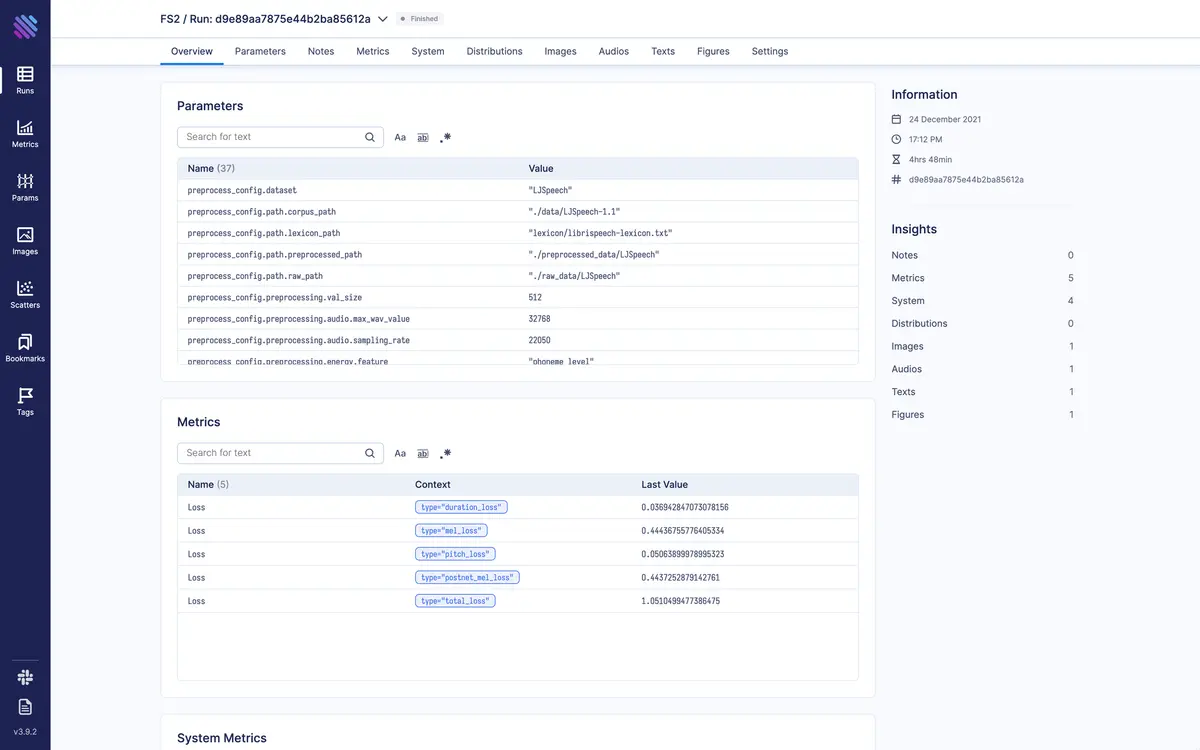 FS2 / Run: d9e89aa7875e44b2ba85612a
Finished
Overview Parameters Notes Metrics System Distributions Images Audios Texts Figures Settings
Runs
Metrics
Params
Images
Scatters
Bookmarks
Tags
v3.9.2
Parameters
Search for text Aa ab .*
Name (37) Value
preprocess_config.dataset "LJSpeech"
preprocess_config.path.corpus_path "./data/LJSpeech-1.1"
preprocess_config.path.lexicon_path "lexicon/librispeech-lexicon.txt"
preprocess_config.path.preprocessed_path "./preprocessed_data/LJSpeech"
preprocess_config.path.raw_path "./raw_data/LJSpeech"
preprocess_config.preprocessing.val_size 512
preprocess_config.preprocessing.audio.max_wav_value 32768
preprocess_config.preprocessing.audio.sampling_rate 22050
preprocess_config.preprocessing.energy.feature "phoneme_level"
Metrics
Search for text Aa ab .*
Name (5) Context Last Value
Loss type="duration_loss" 0.036942847073078156
Loss type="mel_loss" 0.44436755776405334
Loss type="pitch_loss" 0.05063899978995323
Loss type="postnet_mel_loss" 0.4437252879142761
Loss type="total_loss" 1.0510499477386475
System Metrics
Information
24 December 2021
17:12 PM
4hrs 48min
d9e89aa7875e44b2ba85612a
Insights
Notes 0
Metrics 5
System 4
Distributions 0
Images 1
Audios 1
Texts 1
Figures 1